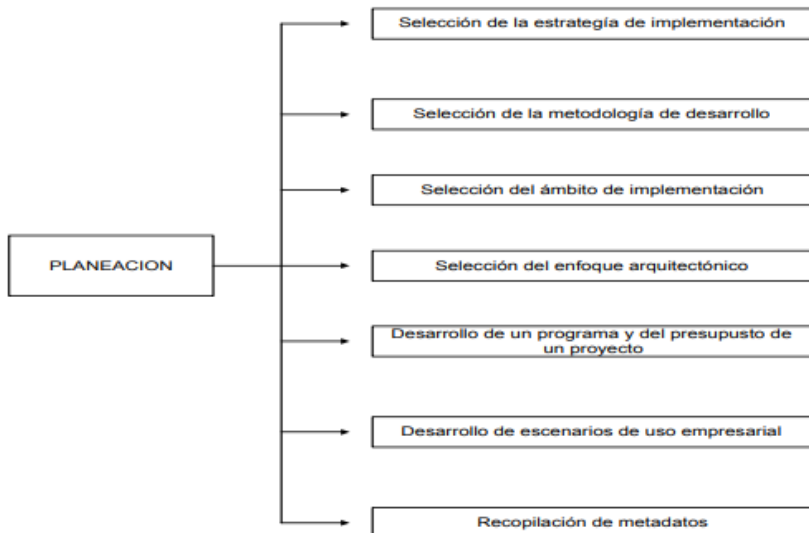 Selección de la estrategía de implementación
Selección de la metodología de desarrollo
Selección del ámbito de implementación
PLANEACION
Selección del enfoque arquitectónico
Desarrollo de un programa y del presupusto de
un proyecto
Desarrollo de escenarios de uso empresarial
Recopilación de metadatos